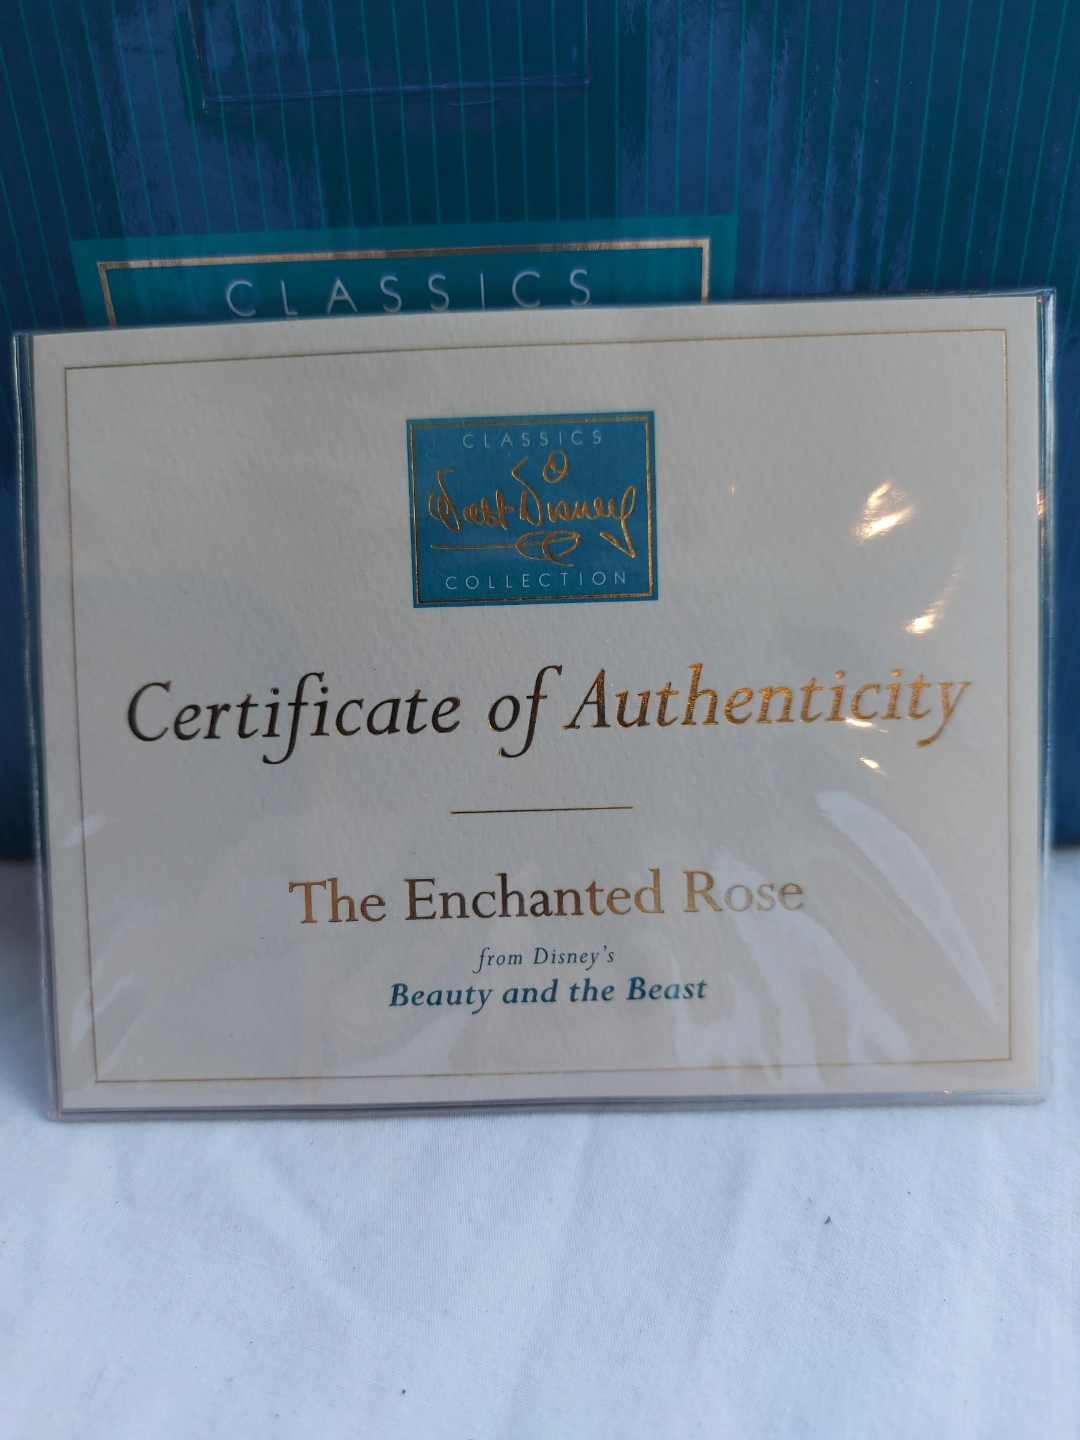 CLASSICS
CLASSICS
Walt Disney
COLLECTION
Certificate of Authenticity
The Enchanted Rose
from Disney's
Beauty and the Beast